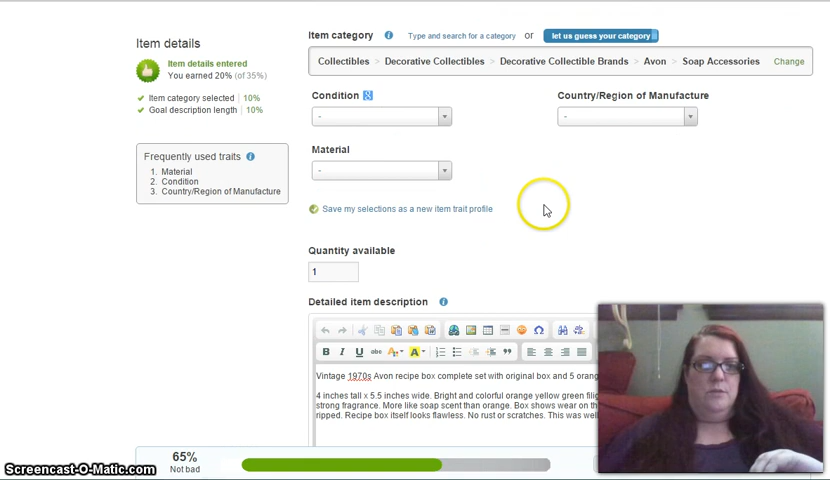 Item category Type and search for a category or let us guess your category
Item details
Item details entered
You earned 20% (of 35%)
Collectibles > Decorative Collectibles > Decorative Collectible Brands > Avon > Soap Accessories Change
Item category selected | 10%
Goal description length | 10%
Condition
Country/Region of Manufacture
-
-
Material
-
Frequently used traits
1. Material
2. Condition
3. Country/Region of Manufacture
Save my selections as a new item trait profile
Quantity available
1
Detailed item description
B I U abc A A
Vintage 1970s Avon recipe box complete set with original box and 5 orang
4 inches tall x 5.5 inches wide. Bright and colorful orange yellow green filig
strong fragrance. More like soap scent than orange. Box shows wear on th
ripped. Recipe box itself looks flawless. No rust or scratches. This was well
65%
Not bad
Screencast-O-Matic.com